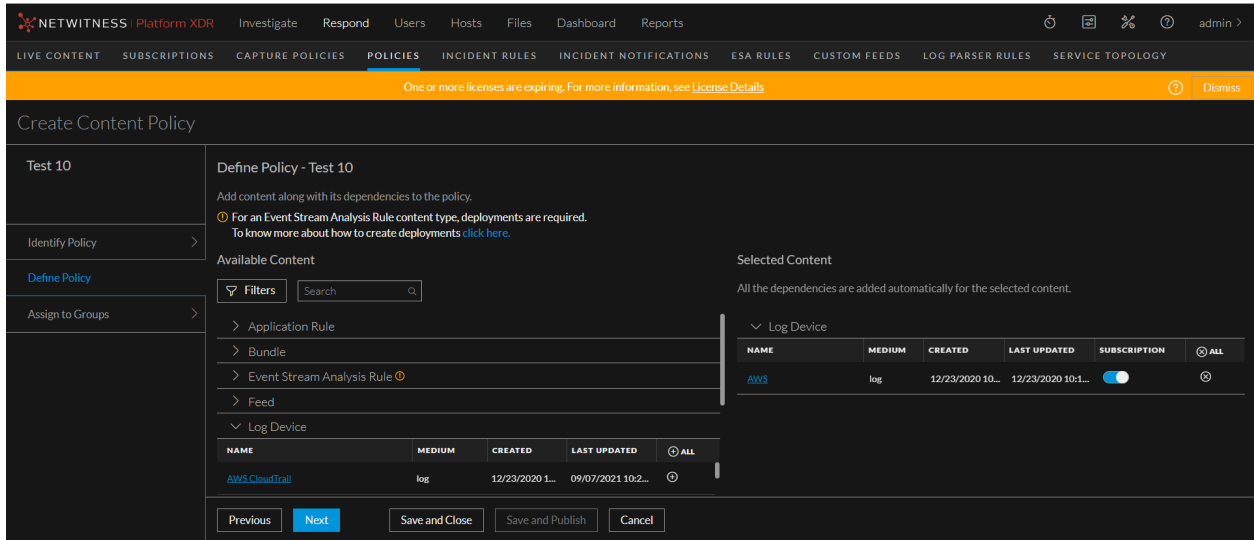 NETWITNESS Platform XDR Investigate Respond Users Hosts Files Dashboard Reports admin >
LIVE CONTENT SUBSCRIPTIONS CAPTURE POLICIES POLICIES INCIDENT RULES INCIDENT NOTIFICATIONS ESA RULES CUSTOM FEEDS LOG PARSER RULES SERVICE TOPOLOGY
One or more licenses are expiring. For more information, see License Details Dismiss
Create Content Policy
Test 10
Identify Policy
Define Policy
Assign to Groups
Define Policy - Test 10
Add content along with its dependencies to the policy.
For an Event Stream Analysis Rule content type, deployments are required.
To know more about how to create deployments click here.
Available Content
Filters Search
Application Rule
Bundle
Event Stream Analysis Rule
Feed
Log Device
NAME MEDIUM CREATED LAST UPDATED ALL
AWS CloudTrail log 12/23/2020 1... 09/07/2021 10:2...
Selected Content
All the dependencies are added automatically for the selected content.
Log Device
NAME MEDIUM CREATED LAST UPDATED SUBSCRIPTION ALL
AWS log 12/23/2020 10... 12/23/2020 10:1...
Previous Next Save and Close Save and Publish Cancel